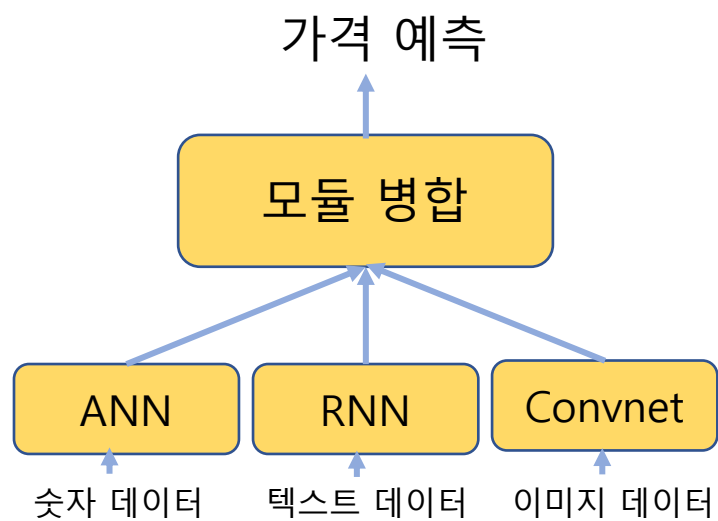 가격 예측
모듈 병합
ANN
RNN
Convnet
숫자 데이터
텍스트 데이터
이미지 데이터